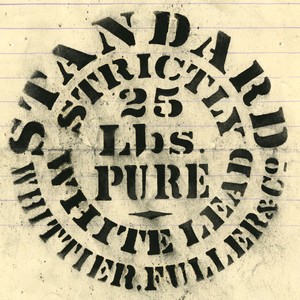 STANDARD
STRICTLY
25
Lbs.
PURE
WHITE LEAD
WHITTIER, FULLER & Co.